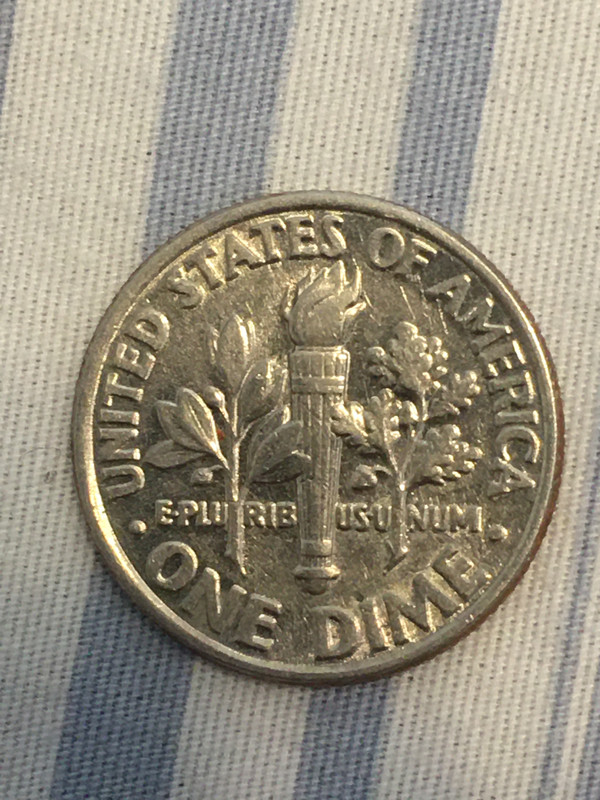 UNITED STATES OF AMERICA
E·PLURIBUS UNUM
· ONE DIME ·